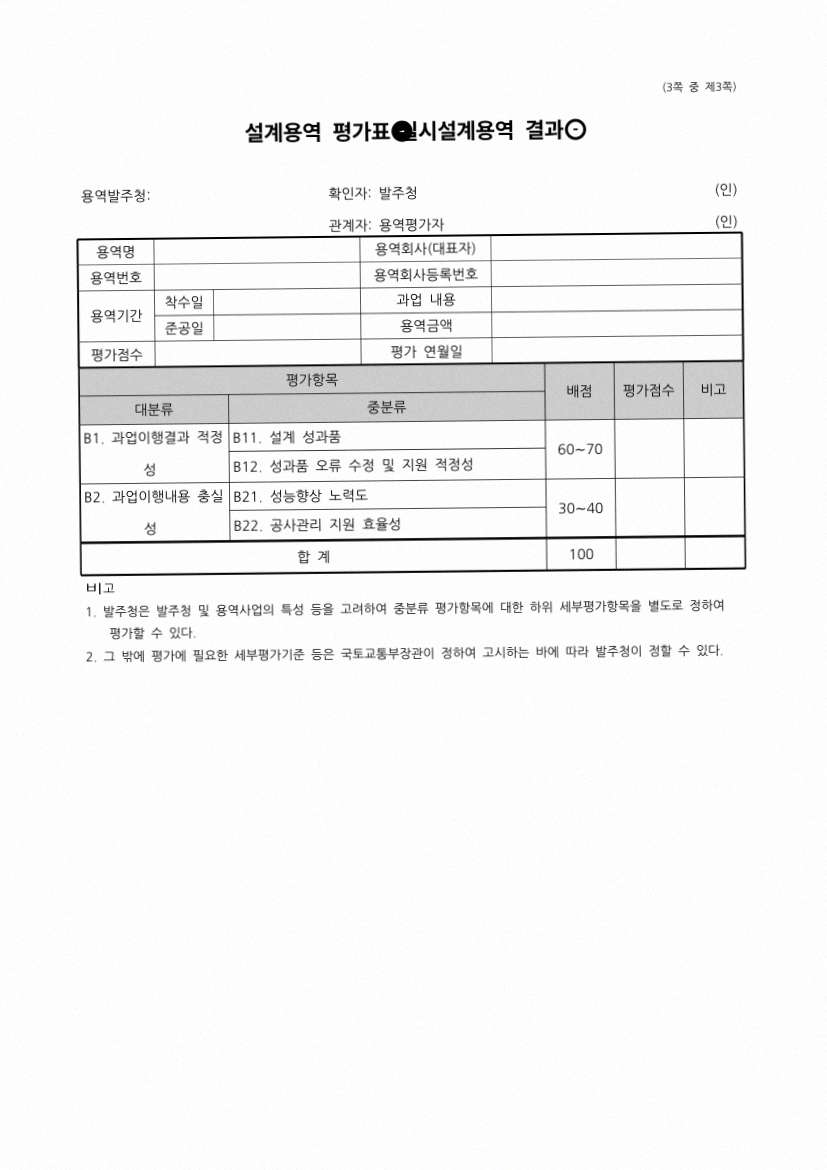 (3쪽 중 제3쪽)
설계용역 평가표 실시설계용역 결과
용역발주청: 확인자: 발주청 (인)
관계자: 용역평가자 (인)
용역명 용역회사(대표자)
용역번호 용역회사등록번호
용역기간 착수일 과업 내용
준공일 용역금액
평가점수 평가 연월일
평가항목 배점 평가점수 비고
대분류 중분류
B1. 과업이행결과 적정성 B11. 설계 성과품 60~70
B12. 성과품 오류 수정 및 지원 적정성
B2. 과업이행내용 충실성 B21. 성능향상 노력도 30~40
B22. 공사관리 지원 효율성
합 계 100
비고
1. 발주청은 발주청 및 용역사업의 특성 등을 고려하여 중분류 평가항목에 대한 하위 세부평가항목을 별도로 정하여
평가할 수 있다.
2. 그 밖에 평가에 필요한 세부평가기준 등은 국토교통부장관이 정하여 고시하는 바에 따라 발주청이 정할 수 있다.